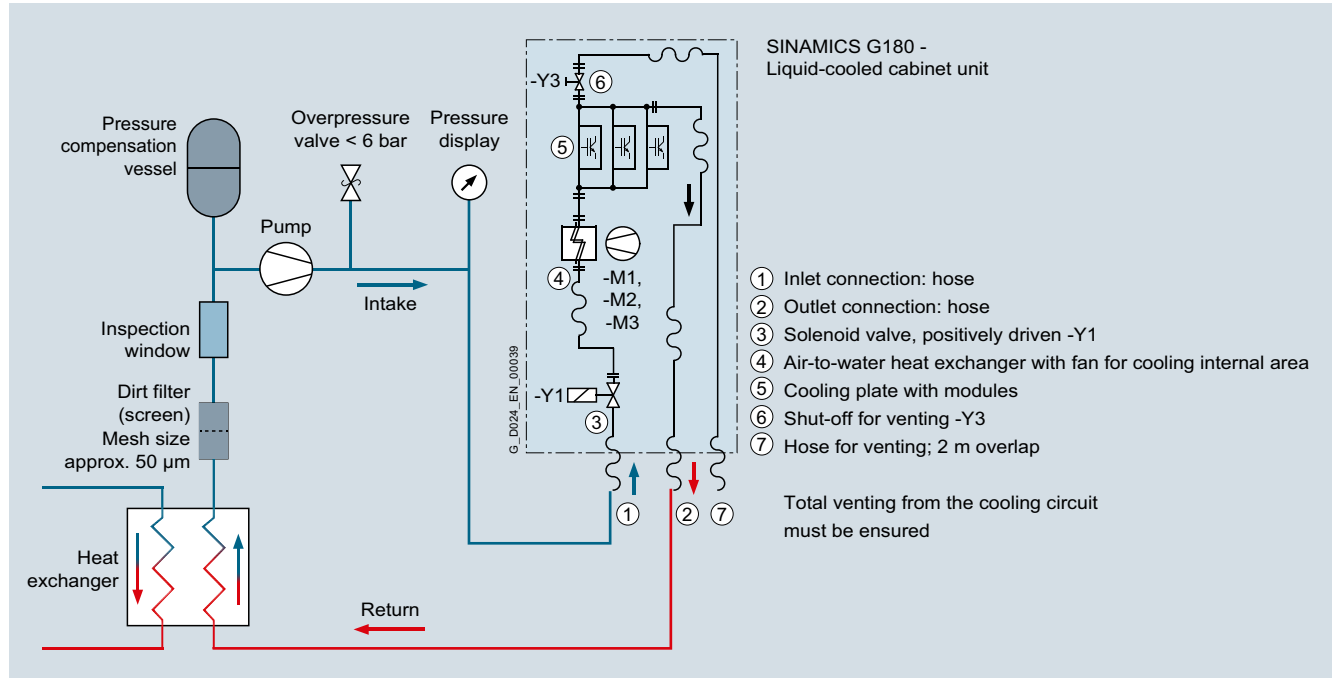 SINAMICS G180 -
Liquid-cooled cabinet unit
-Y3
6
Pressure
compensation
vessel
Overpressure
valve < 6 bar
Pressure
display
5
Pump
Intake
4
-M1,
-M2,
-M3
Inspection
window
Dirt filter
(screen)
Mesh size
approx. 50 µm
G_D024_EN_00039
-Y1
3
1
2
7
Heat
exchanger
Return
1 Inlet connection: hose
2 Outlet connection: hose
3 Solenoid valve, positively driven -Y1
4 Air-to-water heat exchanger with fan for cooling internal area
5 Cooling plate with modules
6 Shut-off for venting -Y3
7 Hose for venting; 2 m overlap
Total venting from the cooling circuit
must be ensured